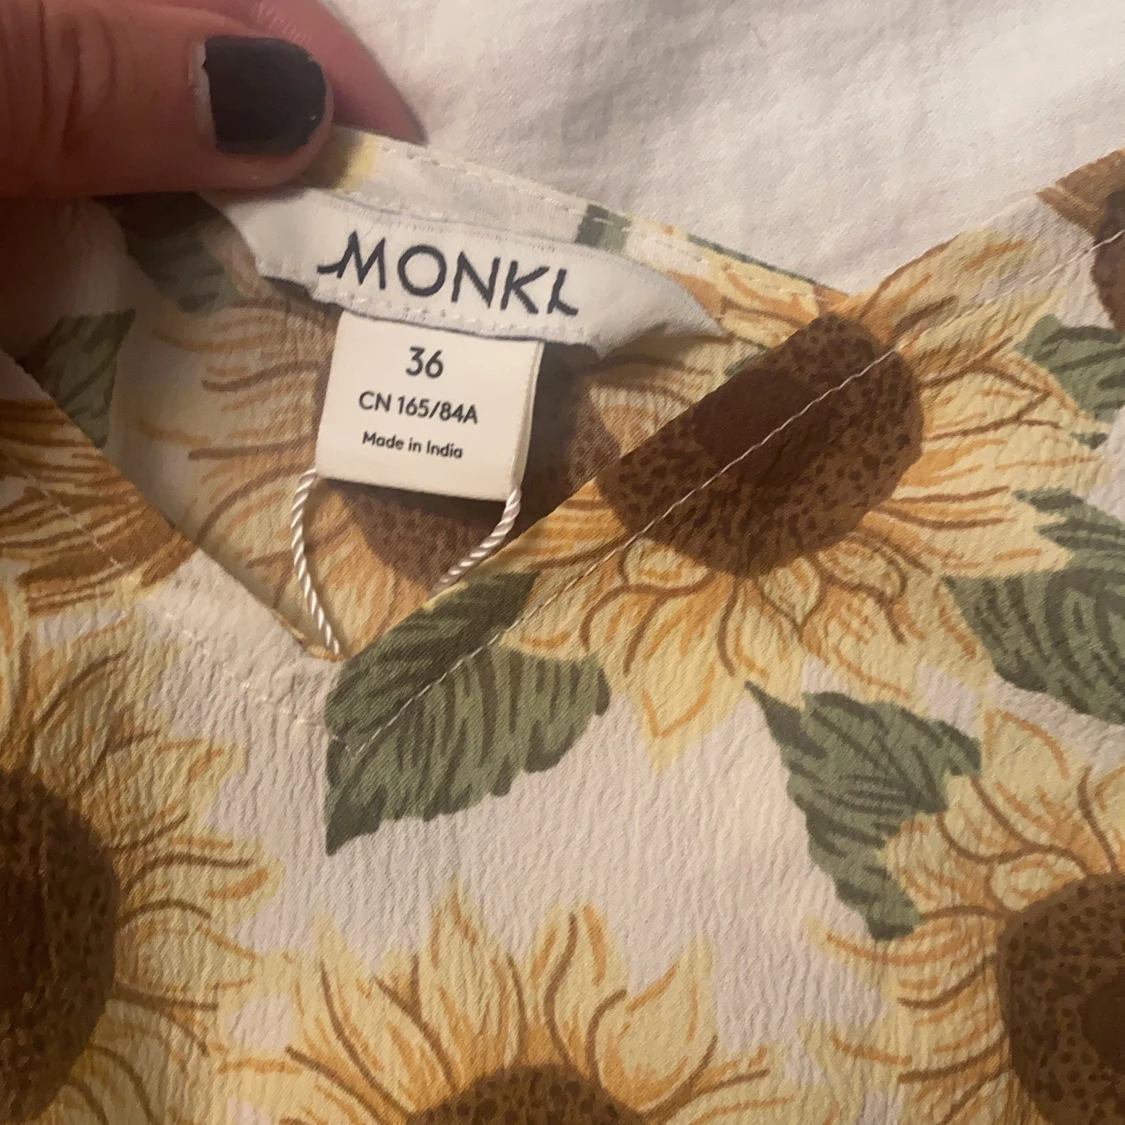 MONKI
36
CN 165/84A
Made in India